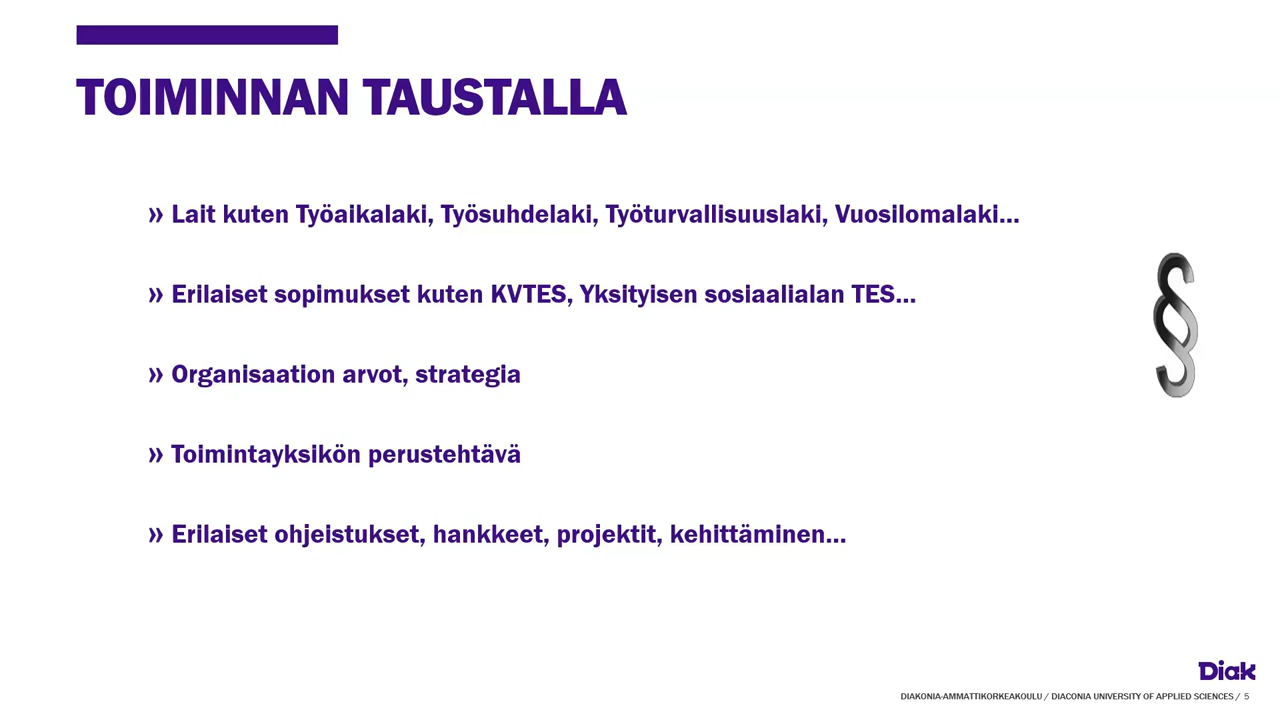 TOIMINNAN TAUSTALLA
» Lait kuten Työaikalaki, Työsuhdelaki, Työturvallisuuslaki, Vuosilomalaki...
» Erilaiset sopimukset kuten KVTES, Yksityisen sosiaalialan TES...
§
» Organisaation arvot, strategia
» Toimintayksikön perustehtävä
» Erilaiset ohjeistukset, hankkeet, projektit, kehittäminen...
Diak
DIAKONIA-AMMATTIKORKEAKOULU / DIACONIA UNIVERSITY OF APPLIED SCIENCES / 5